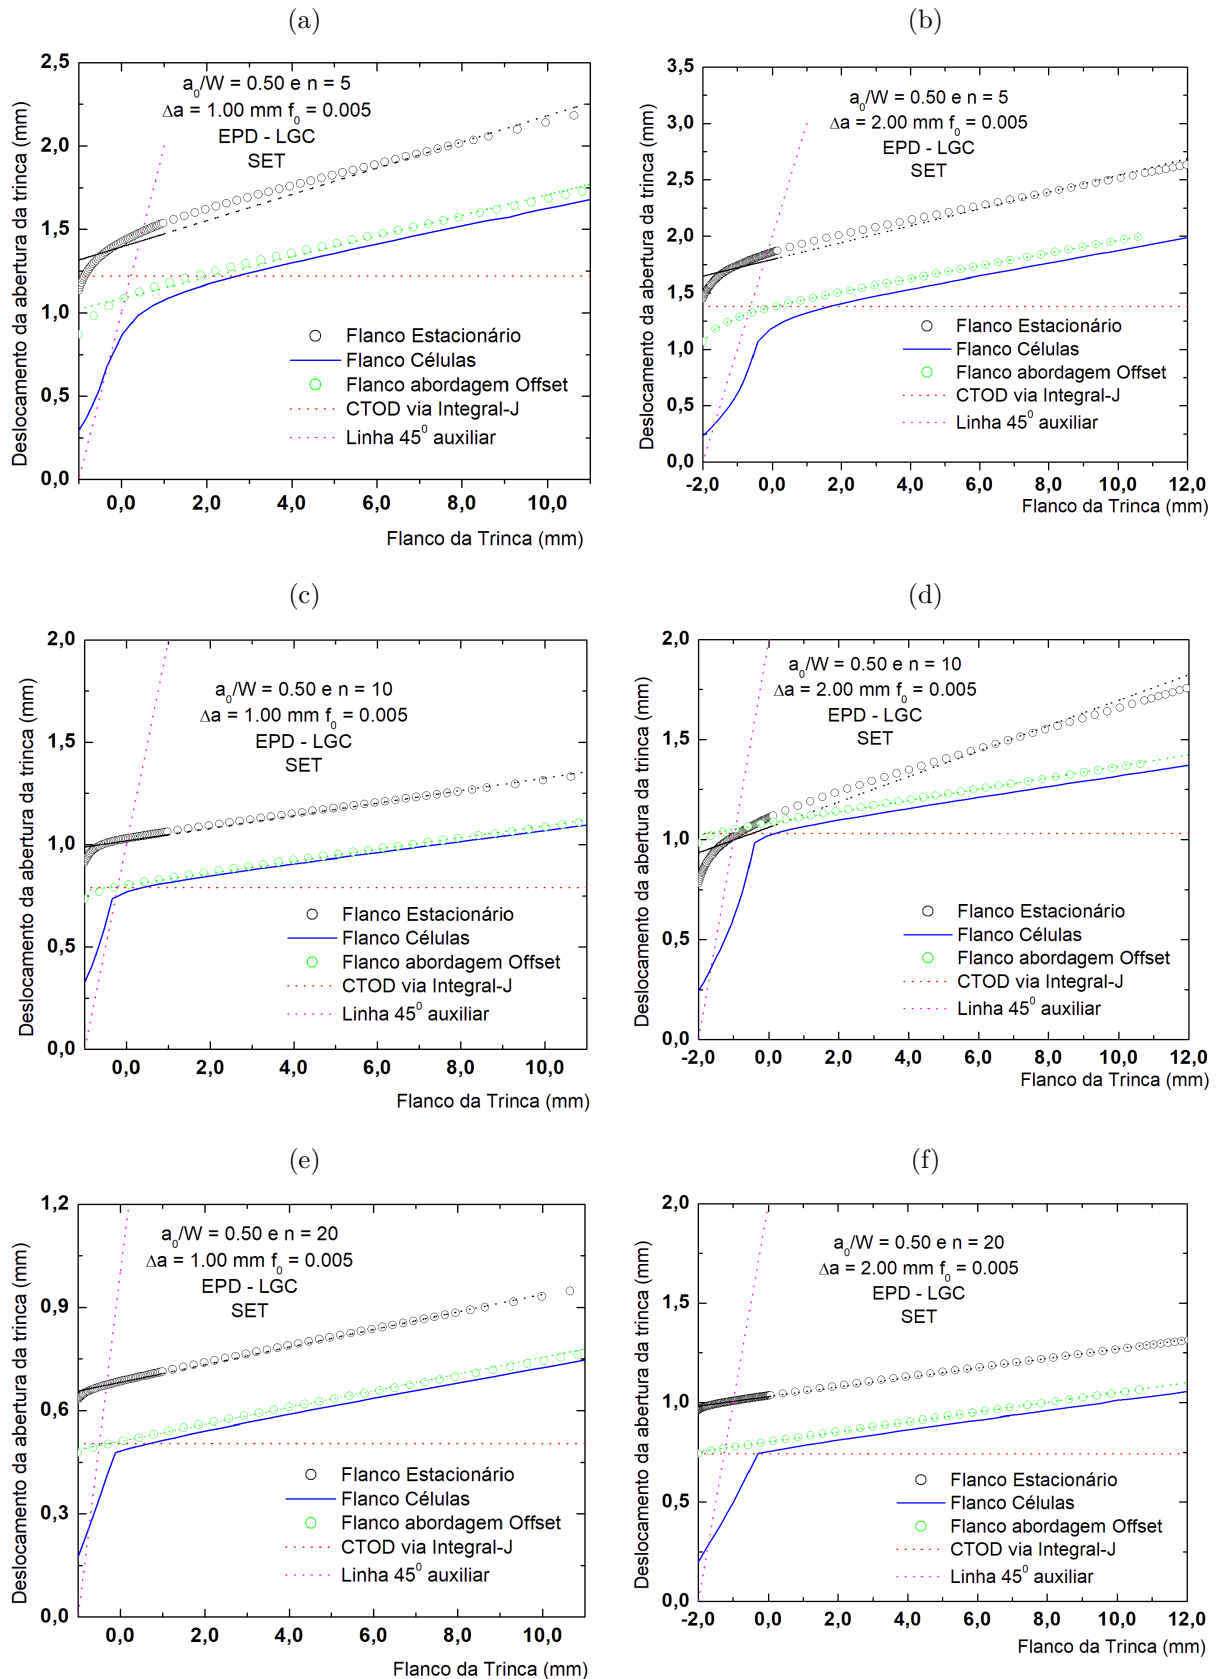 (a)
2,5
2,0
1,5
1,0
0,5
0,0
Deslocamento da abertura da trinca (mm)
a0/W = 0.50 e n = 5
Δa = 1.00 mm f0 = 0.005
EPD - LGC
SET
Flanco Estacionário
Flanco Células
Flanco abordagem Offset
CTOD via Integral-J
Linha 45⁰ auxiliar
0,0 2,0 4,0 6,0 8,0 10,0
Flanco da Trinca (mm)
(b)
3,5
3,0
2,5
2,0
1,5
1,0
0,5
0,0
Deslocamento da abertura da trinca (mm)
a0/W = 0.50 e n = 5
Δa = 2.00 mm f0 = 0.005
EPD - LGC
SET
Flanco Estacionário
Flanco Células
Flanco abordagem Offset
CTOD via Integral-J
Linha 45⁰ auxiliar
-2,0 0,0 2,0 4,0 6,0 8,0 10,0 12,0
Flanco da Trinca (mm)
(c)
2,0
1,5
1,0
0,5
0,0
Deslocamento da abertura da trinca (mm)
a0/W = 0.50 e n = 10
Δa = 1.00 mm f0 = 0.005
EPD - LGC
SET
Flanco Estacionário
Flanco Células
Flanco abordagem Offset
CTOD via Integral-J
Linha 45⁰ auxiliar
0,0 2,0 4,0 6,0 8,0 10,0
Flanco da Trinca (mm)
(d)
2,0
1,5
1,0
0,5
0,0
Deslocamento da abertura da trinca (mm)
a0/W = 0.50 e n = 10
Δa = 2.00 mm f0 = 0.005
EPD - LGC
SET
Flanco Estacionário
Flanco Células
Flanco abordagem Offset
CTOD via Integral-J
Linha 45⁰ auxiliar
-2,0 0,0 2,0 4,0 6,0 8,0 10,0 12,0
Flanco da Trinca (mm)
(e)
1,2
0,9
0,6
0,3
0,0
Deslocamento da abertura da trinca (mm)
a0/W = 0.50 e n = 20
Δa = 1.00 mm f0 = 0.005
EPD - LGC
SET
Flanco Estacionário
Flanco Células
Flanco abordagem Offset
CTOD via Integral-J
Linha 45⁰ auxiliar
0,0 2,0 4,0 6,0 8,0 10,0
Flanco da Trinca (mm)
(f)
2,0
1,5
1,0
0,5
0,0
Deslocamento da abertura da trinca (mm)
a0/W = 0.50 e n = 20
Δa = 2.00 mm f0 = 0.005
EPD - LGC
SET
Flanco Estacionário
Flanco Células
Flanco abordagem Offset
CTOD via Integral-J
Linha 45⁰ auxiliar
-2,0 0,0 2,0 4,0 6,0 8,0 10,0 12,0
Flanco da Trinca (mm)